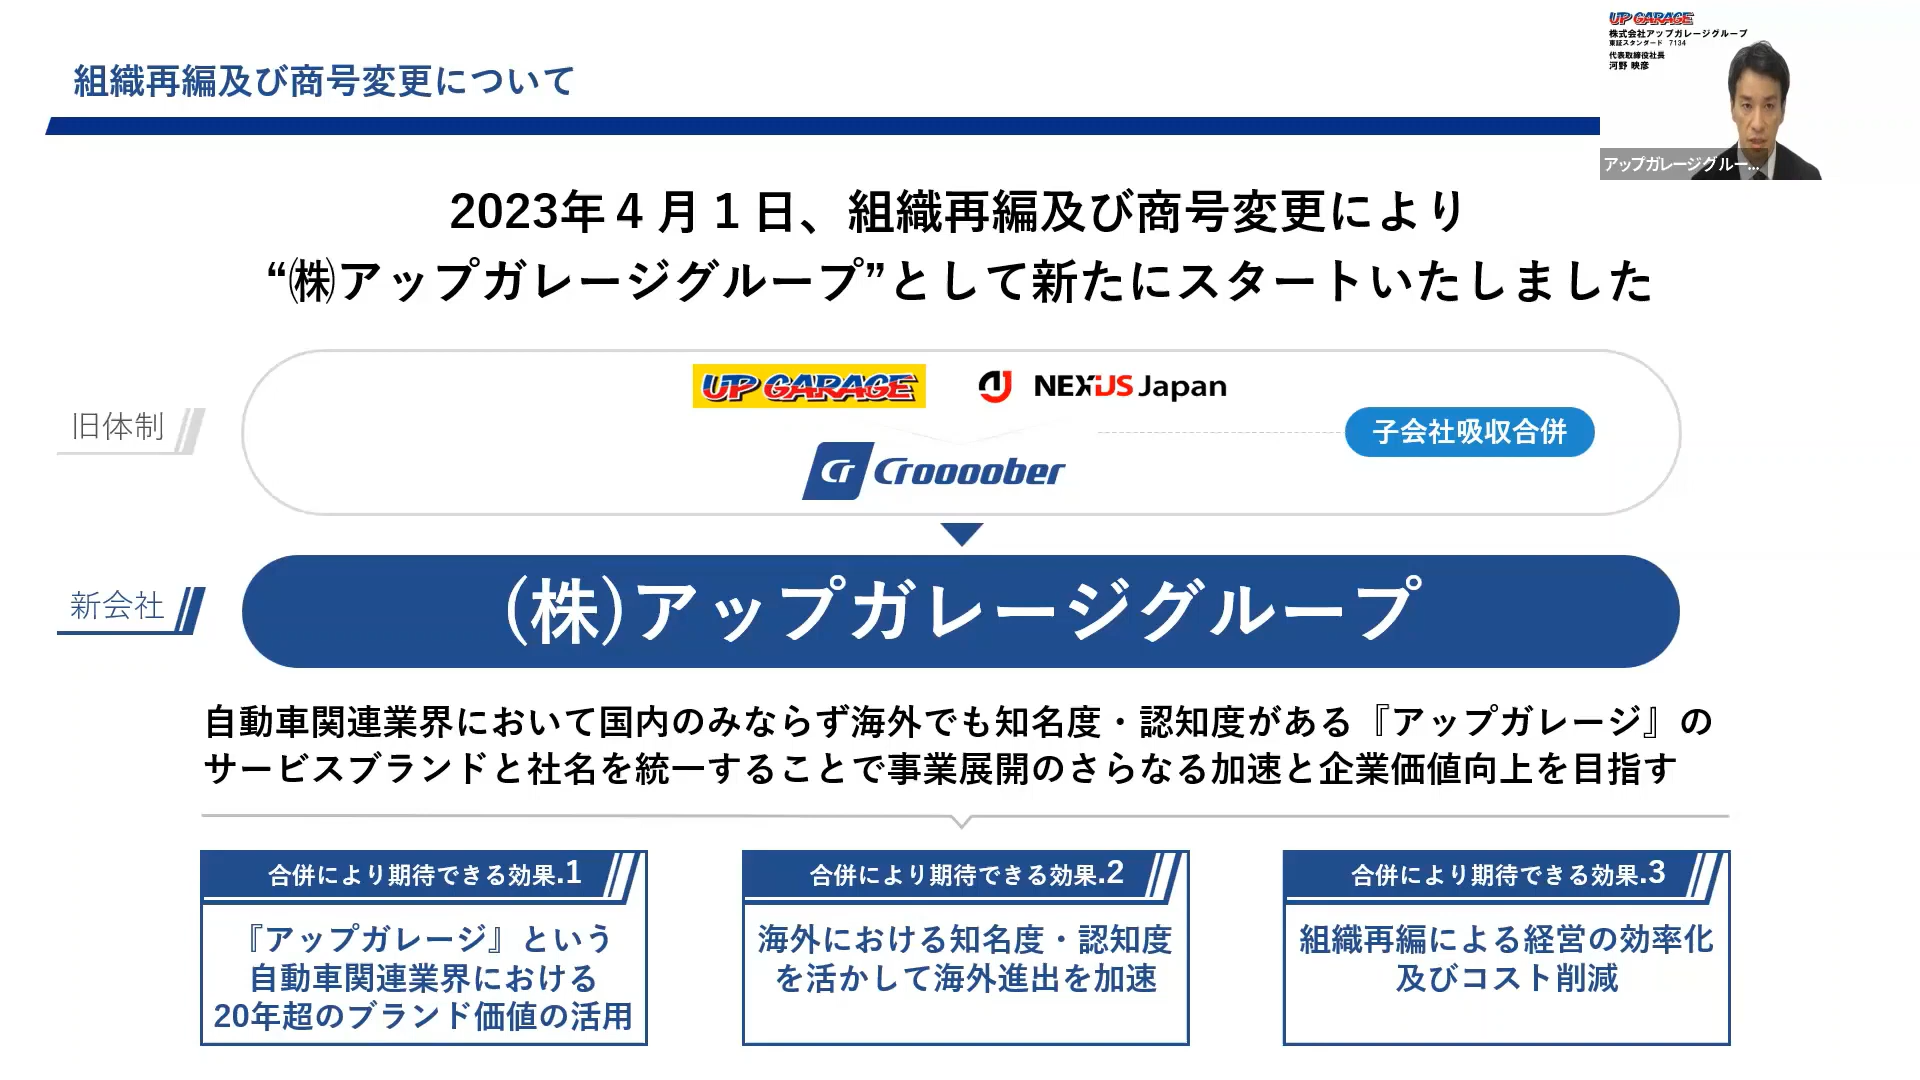 組織再編及び商号変更について
UP GARAGE
株式会社アップガレージグループ
東証スタンダード 7134
代表取締役社長
河野 映彦
アップガレージグルー...
2023年4月1日、組織再編及び商号変更により
“㈱アップガレージグループ”として新たにスタートいたしました
旧体制
UP GARAGE
NEXUS Japan
子会社吸収合併
Cr Croooober
新会社
(株)アップガレージグループ
自動車関連業界において国内のみならず海外でも知名度・認知度がある『アップガレージ』の
サービスブランドと社名を統一することで事業展開のさらなる加速と企業価値向上を目指す
合併により期待できる効果.1
『アップガレージ』という
自動車関連業界における
20年超のブランド価値の活用
合併により期待できる効果.2
海外における知名度・認知度
を活かして海外進出を加速
合併により期待できる効果.3
組織再編による経営の効率化
及びコスト削減